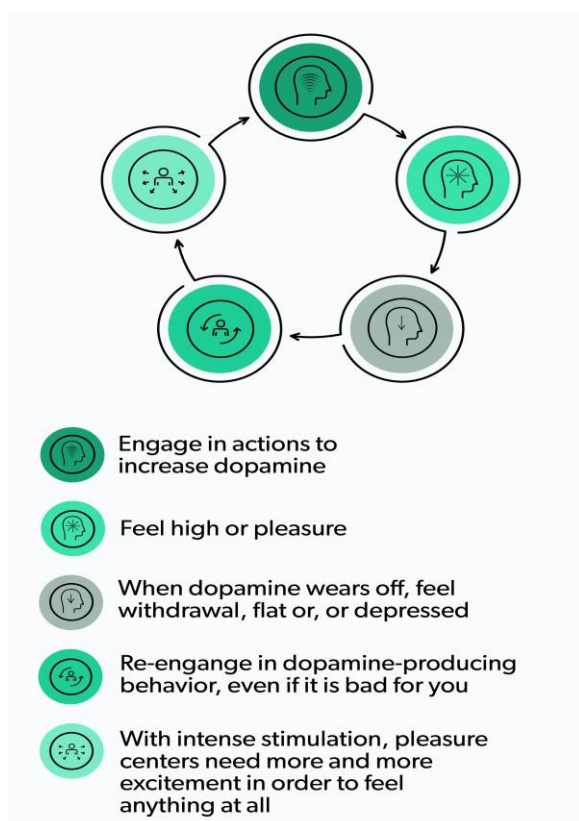 Engage in actions to
increase dopamine
Feel high or pleasure
When dopamine wears off, feel
withdrawal, flat or, or depressed
Re-engange in dopamine-producing
behavior, even if it is bad for you
With intense stimulation, pleasure
centers need more and more
excitement in order to feel
anything at all